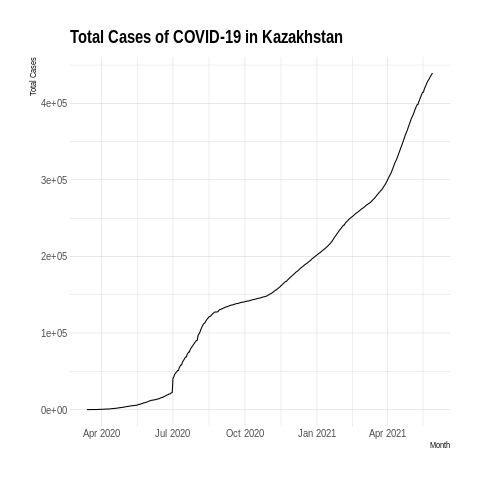 Total Cases of COVID-19 in Kazakhstan
Total Cases
4e+05
3e+05
2e+05
1e+05
0e+00
Apr 2020 Jul 2020 Oct 2020 Jan 2021 Apr 2021
Month